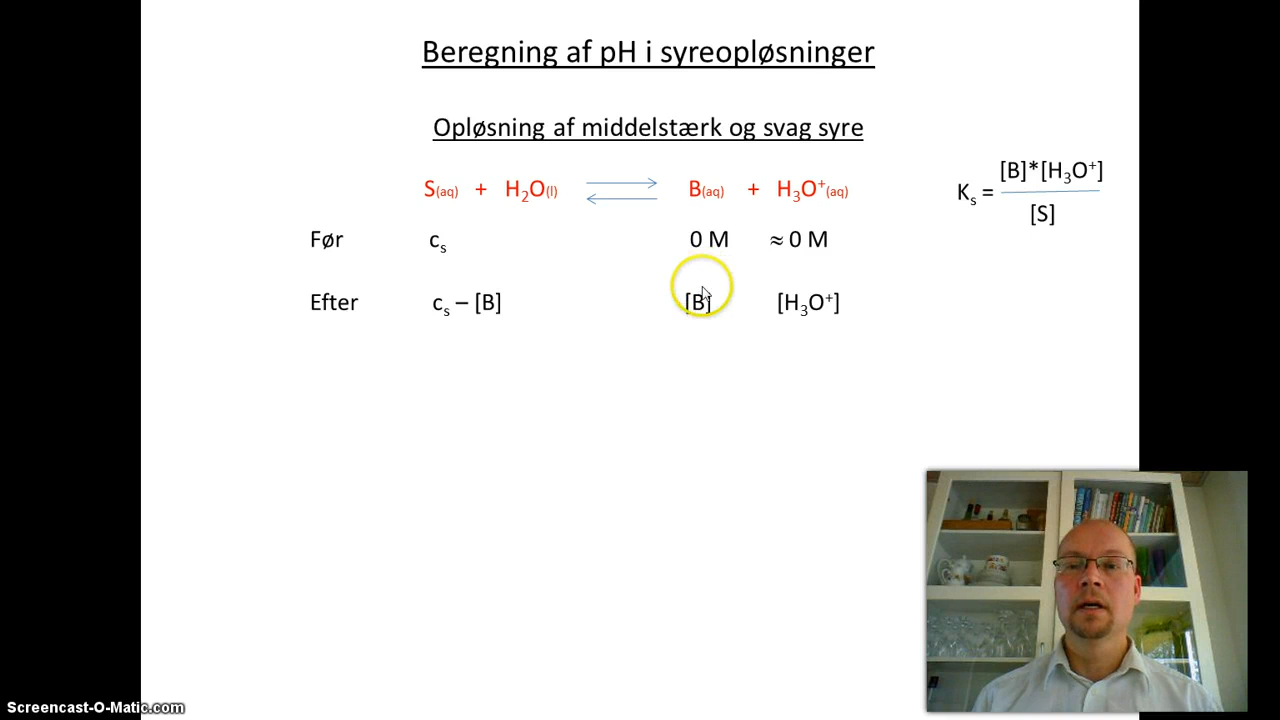 Beregning af pH i syreopløsninger
Opløsning af middelstærk og svag syre
S(aq) + H₂O(l) ⇌ B(aq) + H₃O⁺(aq)
Kₛ = [B]*[H₃O⁺] / [S]
Før cₛ 0 M ≈ 0 M
Efter cₛ – [B] [B] [H₃O⁺]
Screencast-O-Matic.com